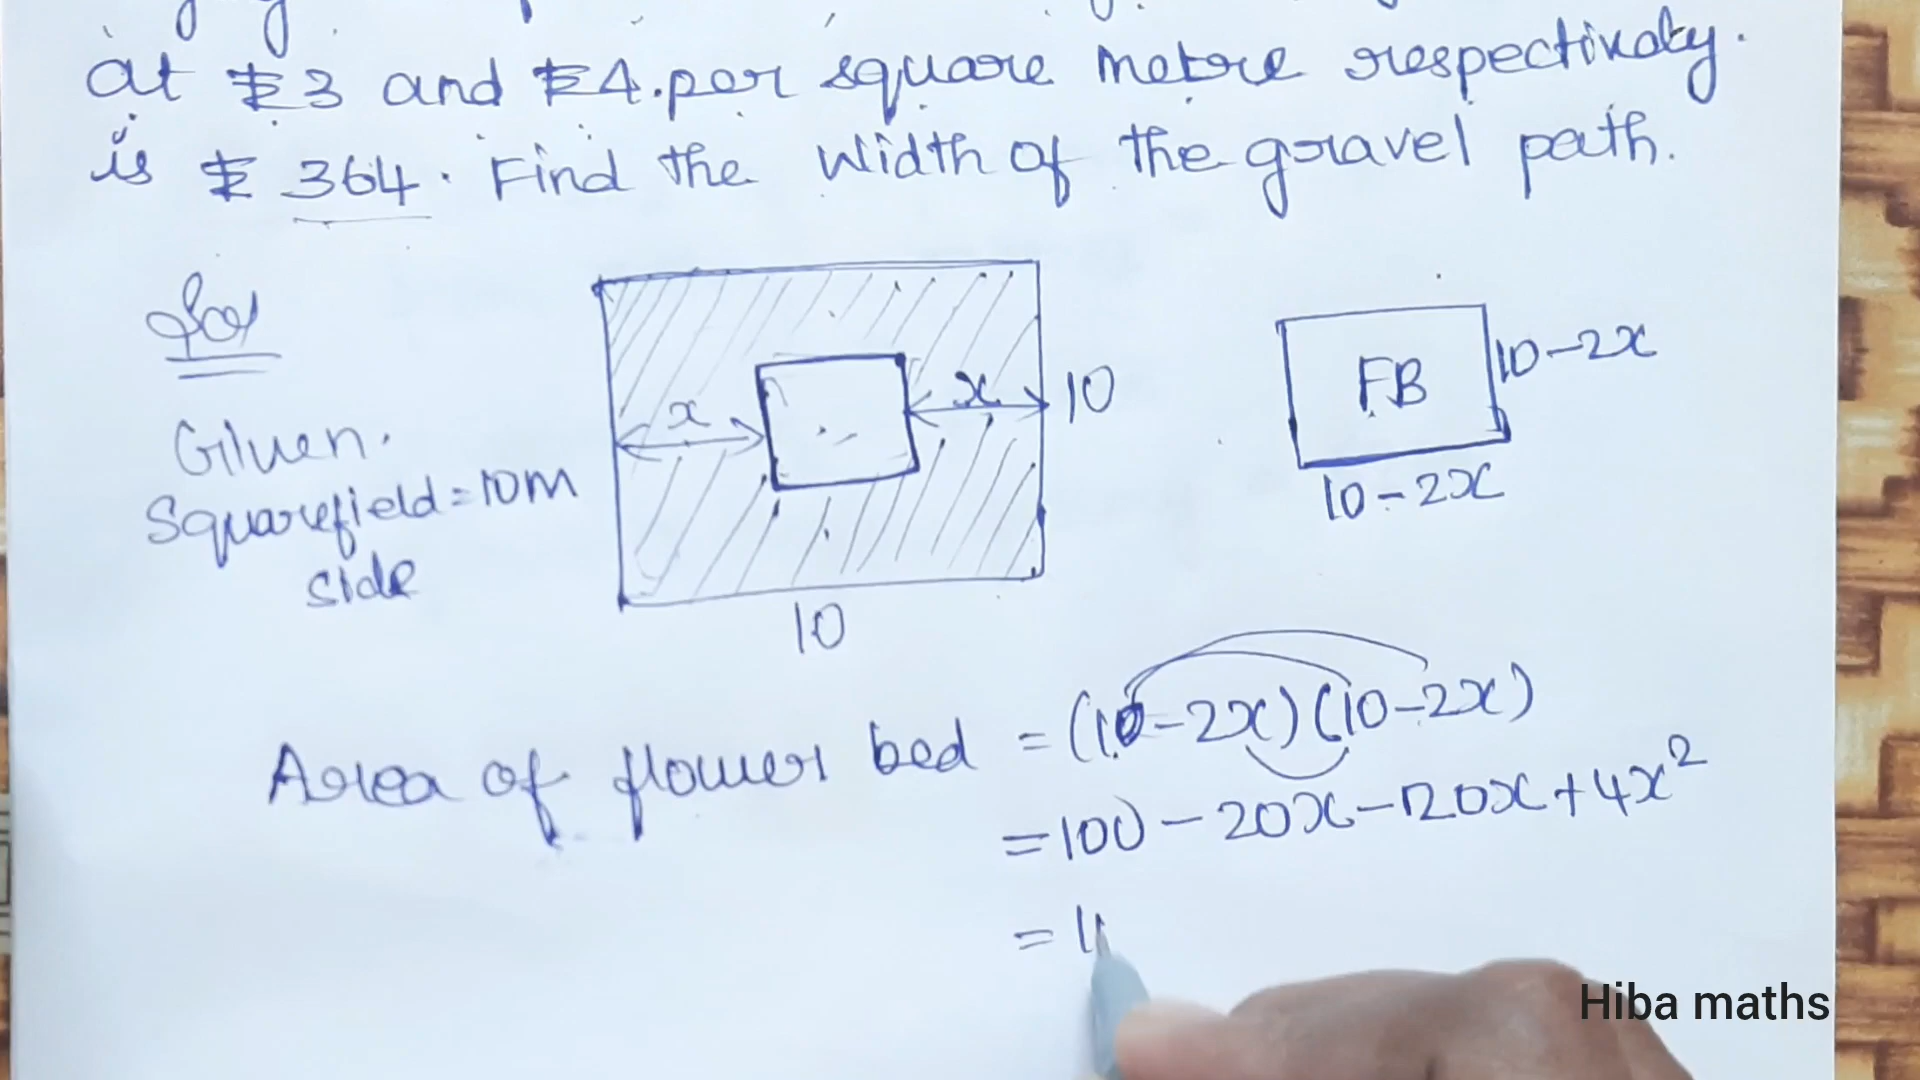 at ₹3 and ₹4.per square metre respectively.
is ₹ 364. Find the width of the gravel path.
Sol
Given.
Squarefield = 10m
side
x
x
10
10
FB
10-2x
10-2x
Area of flower bed = (10-2x)(10-2x)
= 100 - 20x - 20x + 4x²
= 4
Hiba maths